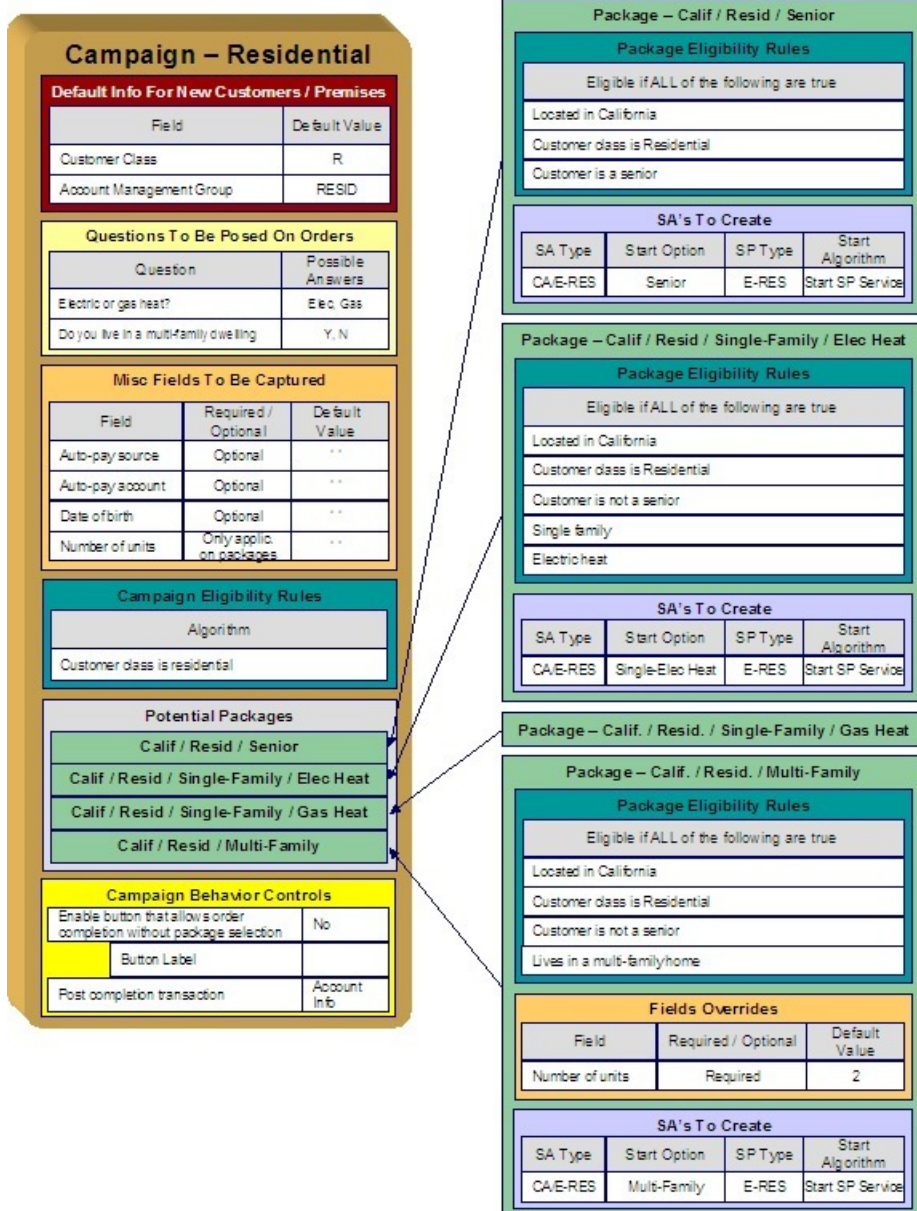 Campaign – Residential
Default Info For New Customers / Premises
Field Default Value
Customer Class R
Account Management Group RESID
Questions To Be Posed On Orders
Question Possible Answers
Electric or gas heat? Elec, Gas
Do you live in a multi-family dwelling Y, N
Misc Fields To Be Captured
Field Required / Optional Default Value
Auto-pay source Optional ' '
Auto-pay account Optional ' '
Date of birth Optional ' '
Number of units Only applic. on packages ' '
Campaign Eligibility Rules
Algorithm
Customer class is residential
Potential Packages
Calif / Resid / Senior
Calif / Resid / Single-Family / Elec Heat
Calif / Resid / Single-Family / Gas Heat
Calif / Resid / Multi-Family
Campaign Behavior Controls
Enable button that allows order completion without package selection No
Button Label
Post completion transaction Account Info
Package – Calif / Resid / Senior
Package Eligibility Rules
Eligible if ALL of the following are true
Located in California
Customer class is Residential
Customer is a senior
SA's To Create
SA Type Start Option SP Type Start Algorithm
CA/E-RES Senior E-RES Start SP Service
Package – Calif / Resid / Single-Family / Elec Heat
Package Eligibility Rules
Eligible if ALL of the following are true
Located in California
Customer class is Residential
Customer is not a senior
Single family
Electric heat
SA's To Create
SA Type Start Option SP Type Start Algorithm
CA/E-RES Single-Elec Heat E-RES Start SP Service
Package – Calif. / Resid. / Single-Family / Gas Heat
Package – Calif. / Resid. / Multi-Family
Package Eligibility Rules
Eligible if ALL of the following are true
Located in California
Customer class is Residential
Customer is not a senior
Lives in a multi-family home
Fields Overrides
Field Required / Optional Default Value
Number of units Required 2
SA's To Create
SA Type Start Option SP Type Start Algorithm
CA/E-RES Multi-Family E-RES Start SP Service